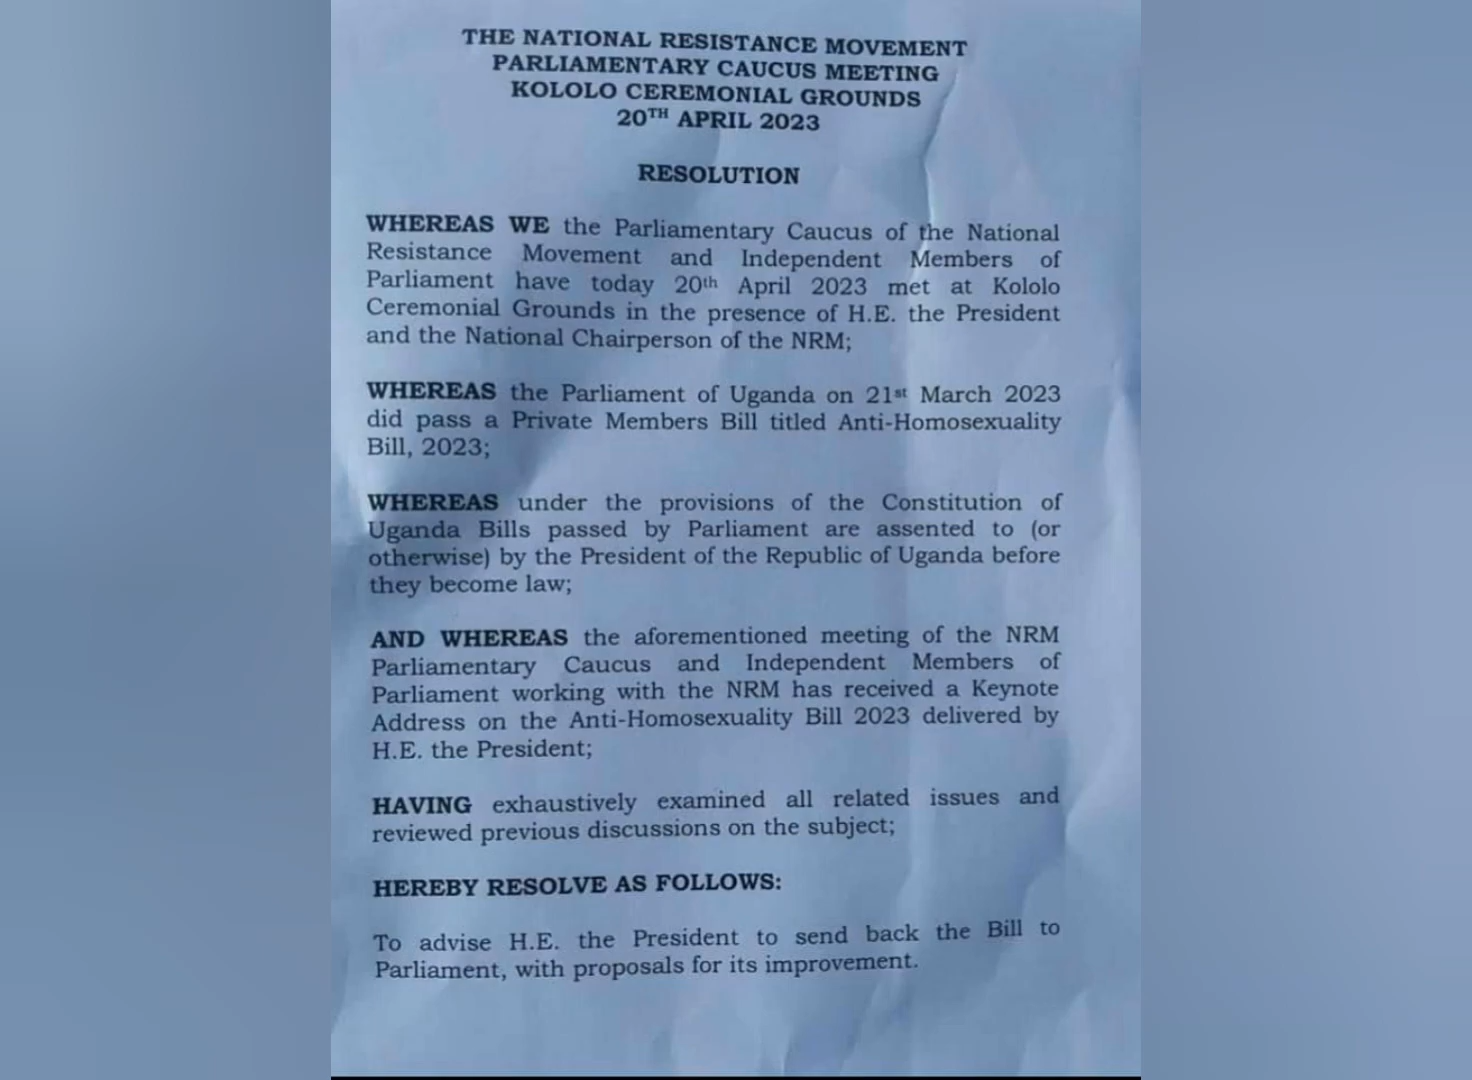 THE NATIONAL RESISTANCE MOVEMENT
PARLIAMENTARY CAUCUS MEETING
KOLOLO CEREMONIAL GROUNDS
20TH APRIL 2023
RESOLUTION
WHEREAS WE the Parliamentary Caucus of the National
Resistance Movement and Independent Members of
Parliament have today 20th April 2023 met at Kololo
Ceremonial Grounds in the presence of H.E. the President
and the National Chairperson of the NRM;
WHEREAS the Parliament of Uganda on 21st March 2023
did pass a Private Members Bill titled Anti-Homosexuality
Bill, 2023;
WHEREAS under the provisions of the Constitution of
Uganda Bills passed by Parliament are assented to (or
otherwise) by the President of the Republic of Uganda before
they become law;
AND WHEREAS the aforementioned meeting of the NRM
Parliamentary Caucus and Independent Members of
Parliament working with the NRM has received a Keynote
Address on the Anti-Homosexuality Bill 2023 delivered by
H.E. the President;
HAVING exhaustively examined all related issues and
reviewed previous discussions on the subject;
HEREBY RESOLVE AS FOLLOWS:
To advise H.E. the President to send back the Bill to
Parliament, with proposals for its improvement.